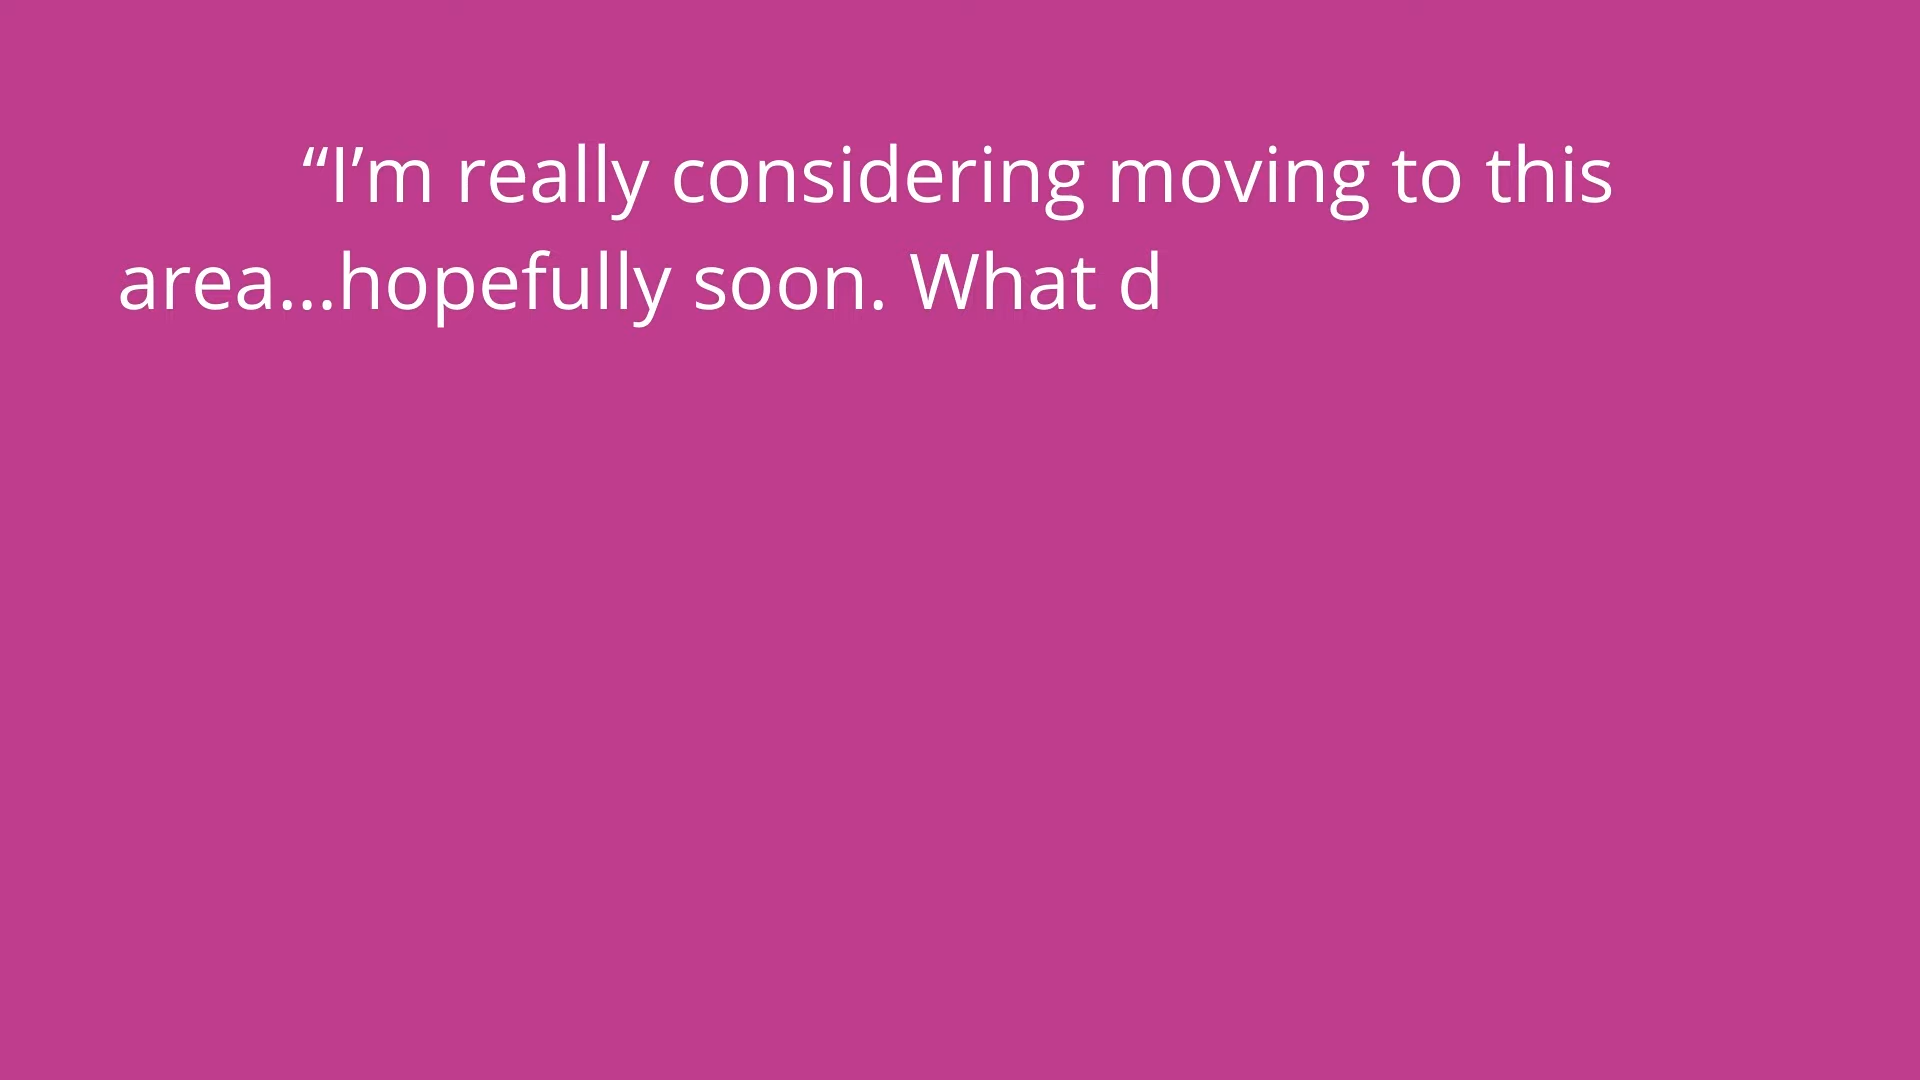 “I’m really considering moving to this
area...hopefully soon. What d